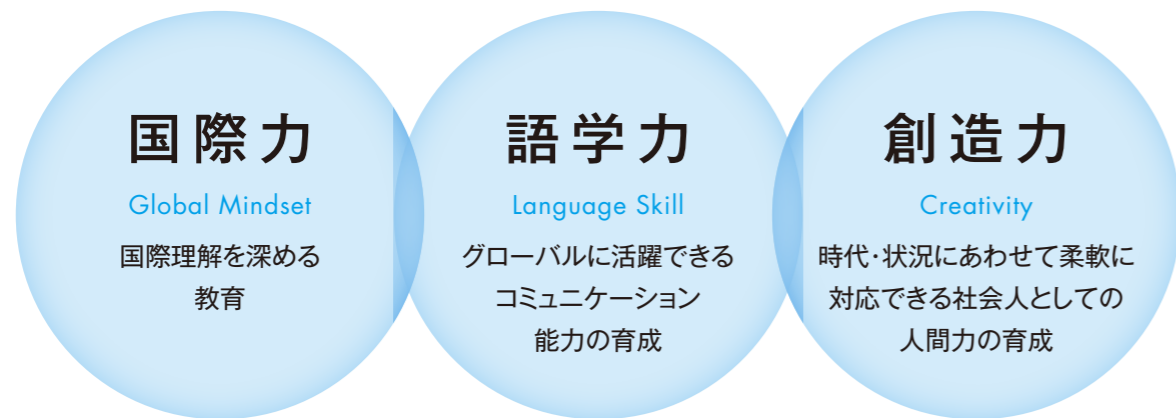 国際力
Global Mindset
国際理解を深める
教育
語学力
Language Skill
グローバルに活躍できる
コミュニケーション
能力の育成
創造力
Creativity
時代・状況にあわせて柔軟に
対応できる社会人としての
人間力の育成